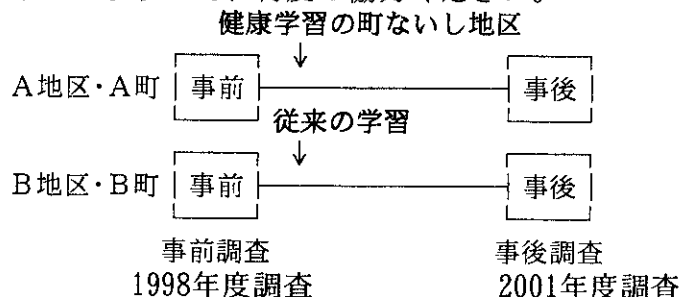 健康学習の町ないし地区
A地区・A町 事前 事後
従来の学習
B地区・B町 事前 事後
事前調査 事後調査
1998年度調査 2001年度調査